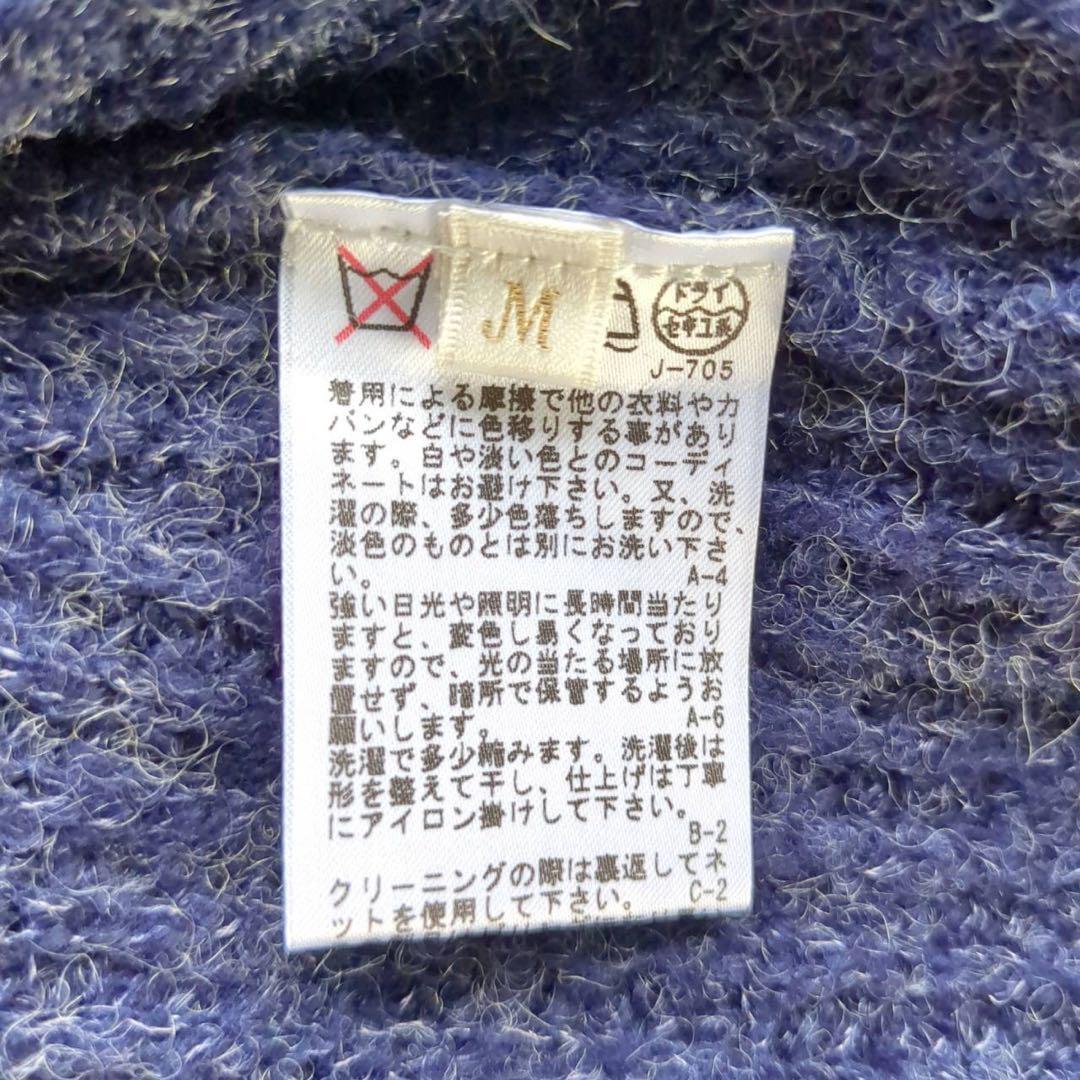 M
ドライ
セキユ系
J-705
着用による摩擦で他の衣料やカ
バンなどに色移りする事があり
ます。白や淡い色とのコーディ
ネートはお避け下さい。又、洗
濯の際、多少色落ちしますので、
淡色のものとは別にお洗い下さ
い。
A-4
強い日光や照明に長時間当たり
ますと、変色し易くなっており
ますので、光の当たる場所に放
置せず、暗所で保管するようお
願いします。
A-6
洗濯で多少縮みます。洗濯後は
形を整えて干し、仕上げは丁寧
にアイロン掛けして下さい。
B-2
クリーニングの際は裏返してネ
ットを使用して下さい。
C-2